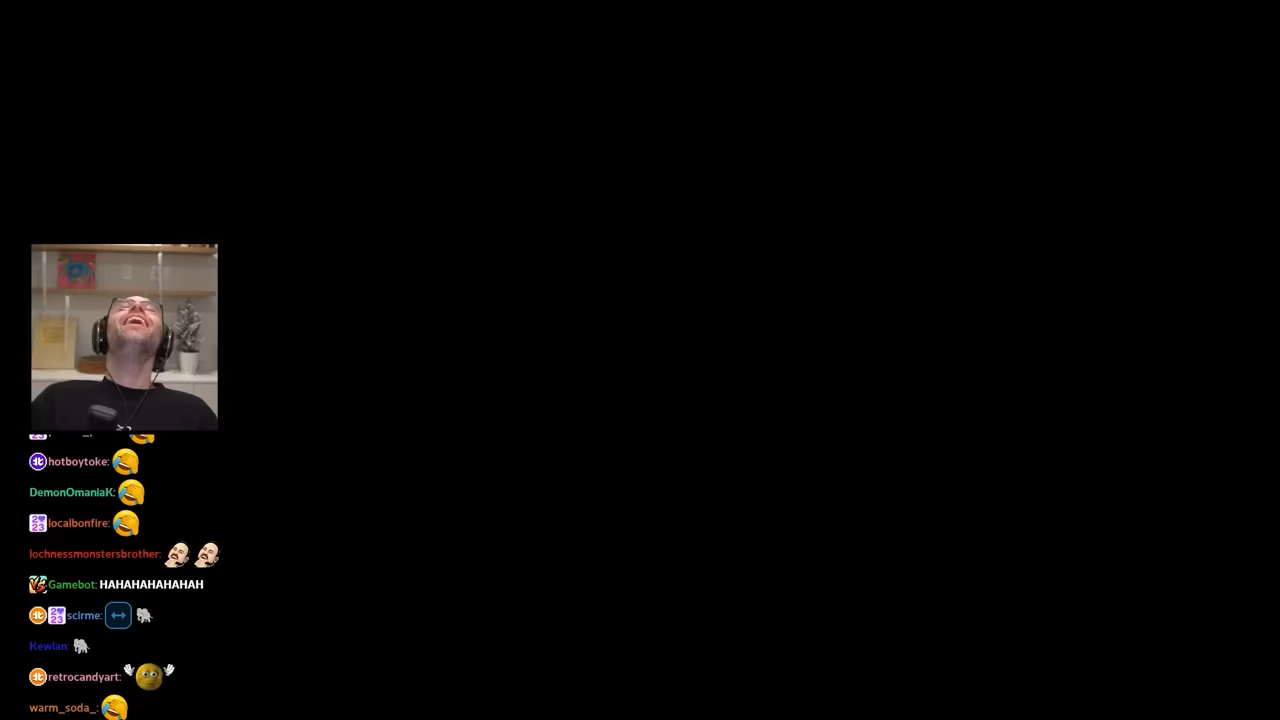 hotboytoke:
DemonOmaniaK:
localbonfire:
lochnessmonstersbrother:
Gamebot: HAHAHAHAHAHAH
scirme:
Kewlan:
retrocandyart:
warm_soda_: